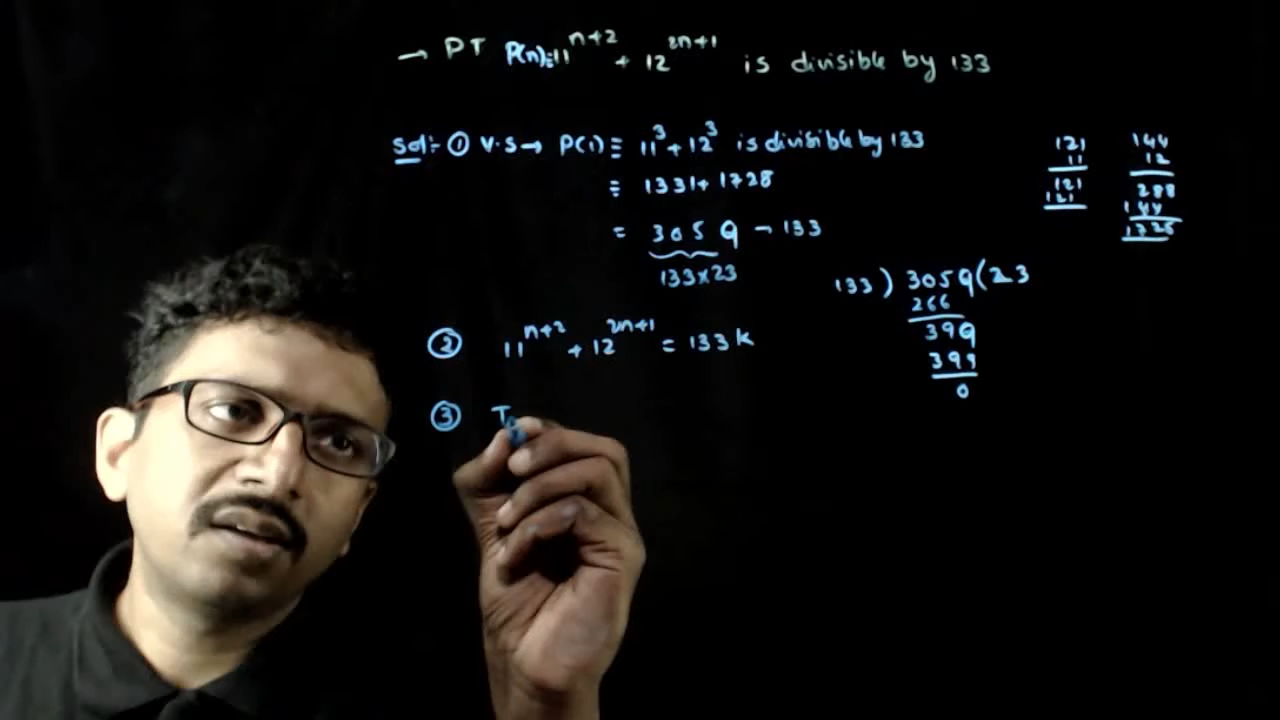 → PT P(n):11^{n+2} + 12^{2n+1} is divisible by 133
Sol:- ① V.S → P(1) ≡ 11^3 + 12^3 is divisible by 133
≡ 1331+ 1728
= 3059 → 133
133×23
② 11^{n+2} + 12^{2n+1} = 133 k
③ To
121
11
121
121
144
12
288
144
1728
133 ) 3059 ( 23
266
399
399
0